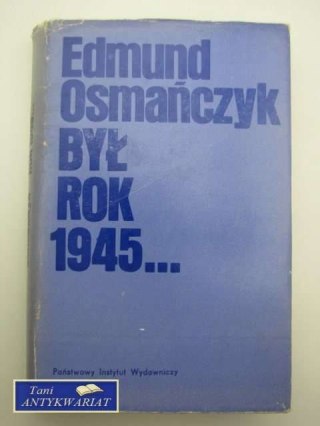 Edmund
Osmańczyk
BYŁ
ROK
1945...
Państwowy Instytut Wydawniczy
Tani
ANTYKWARIAT